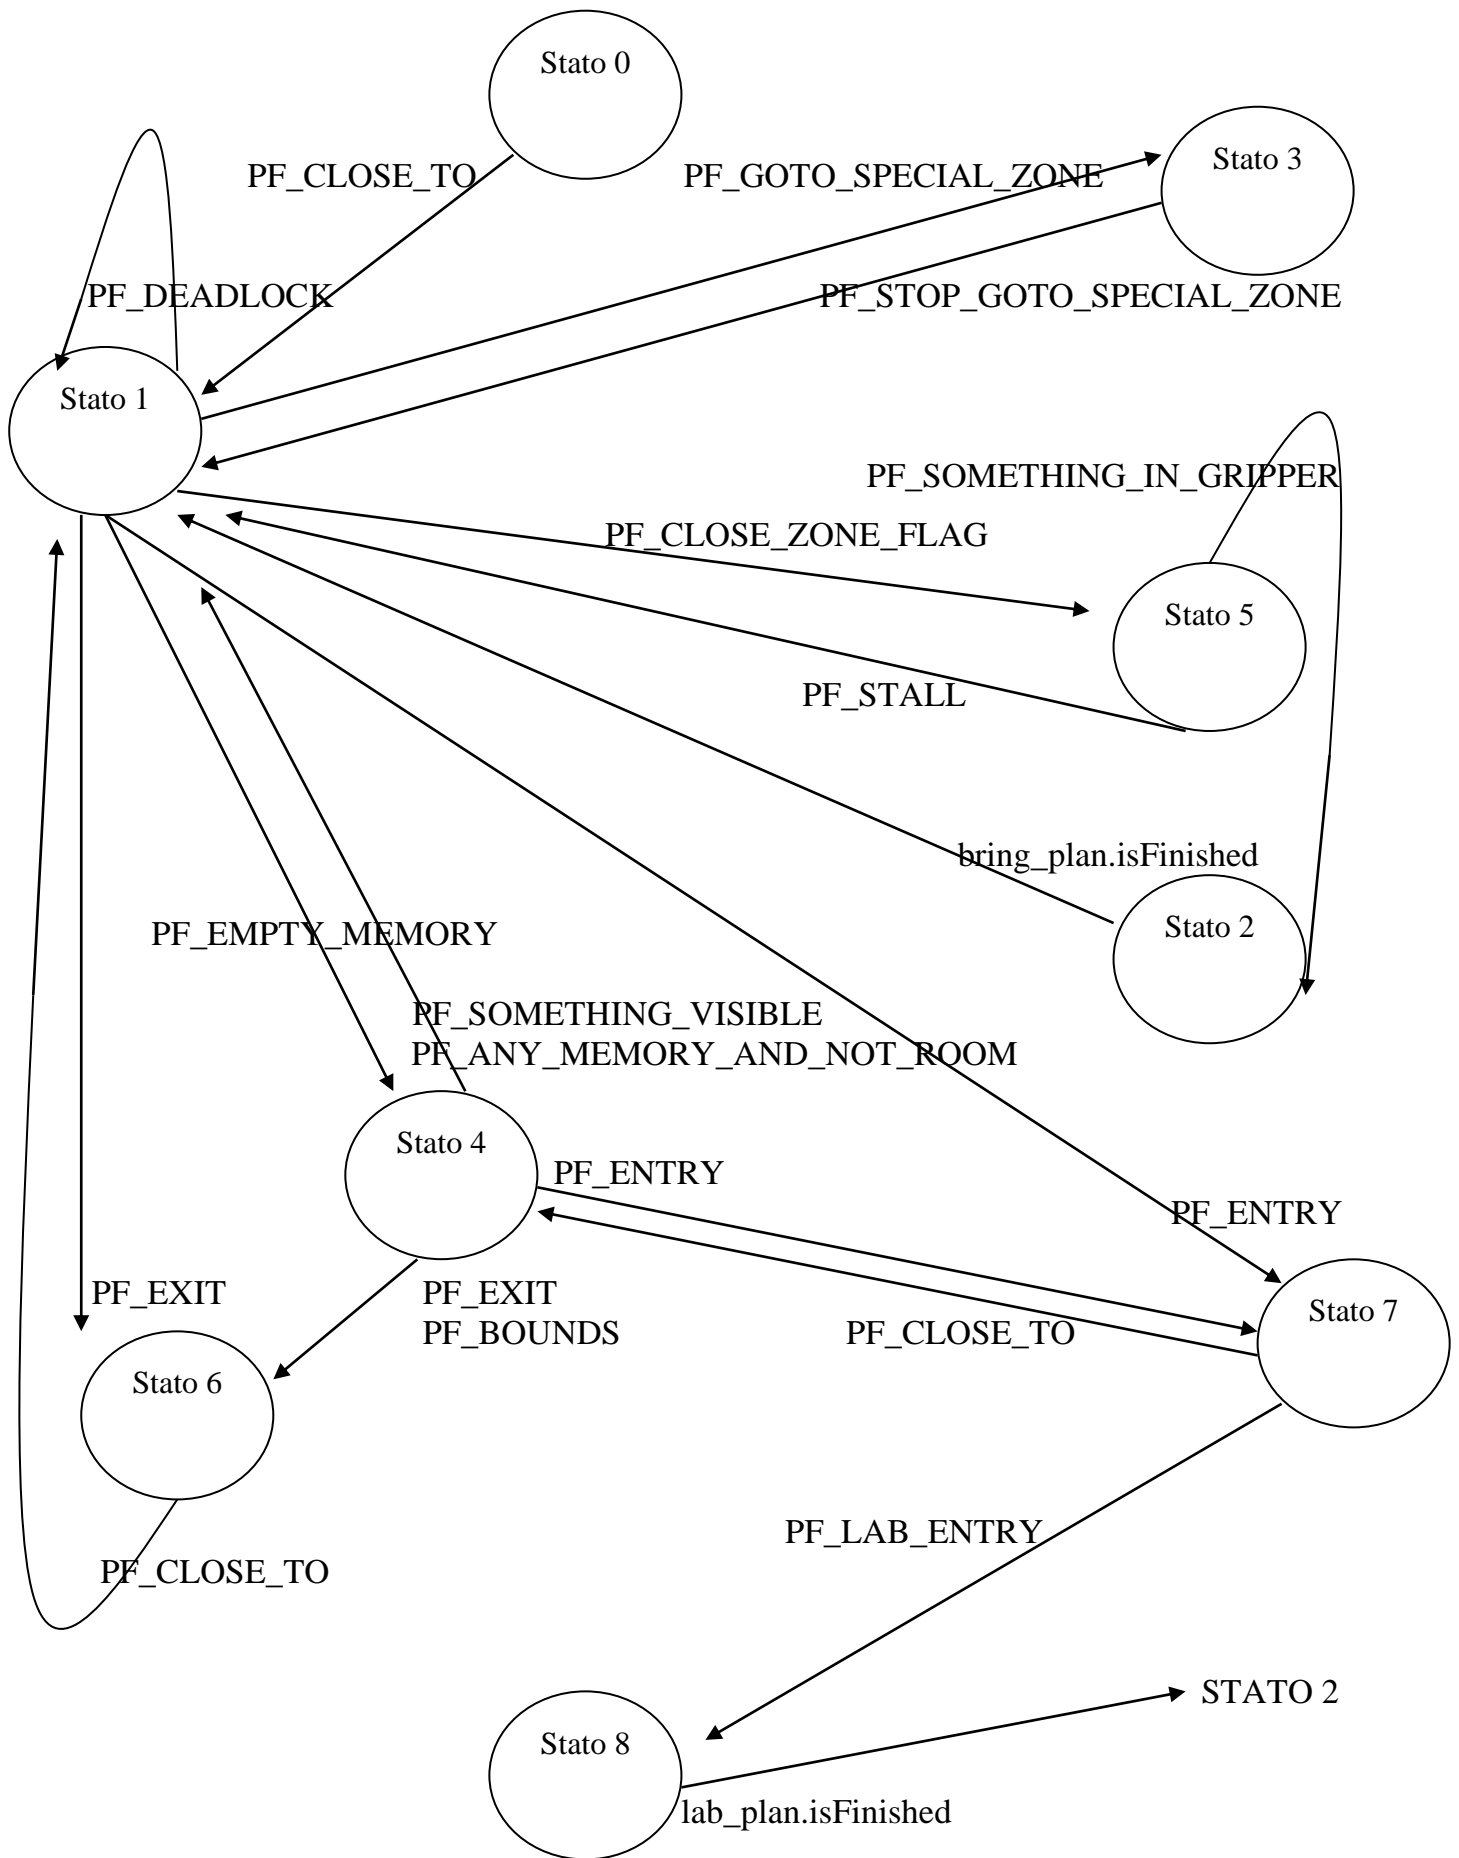 Stato 0
Stato 3
PF_CLOSE_TO
PF_GOTO_SPECIAL_ZONE
PF_DEADLOCK
PF_STOP_GOTO_SPECIAL_ZONE
Stato 1
PF_SOMETHING_IN_GRIPPER
PF_CLOSE_ZONE_FLAG
Stato 5
PF_STALL
bring_plan.isFinished
Stato 2
PF_EMPTY_MEMORY
PF_SOMETHING_VISIBLE
PF_ANY_MEMORY_AND_NOT_ROOM
Stato 4
PF_ENTRY
PF_ENTRY
PF_EXIT
PF_EXIT
PF_BOUNDS
PF_CLOSE_TO
Stato 7
Stato 6
PF_LAB_ENTRY
PF_CLOSE_TO
STATO 2
Stato 8
lab_plan.isFinished